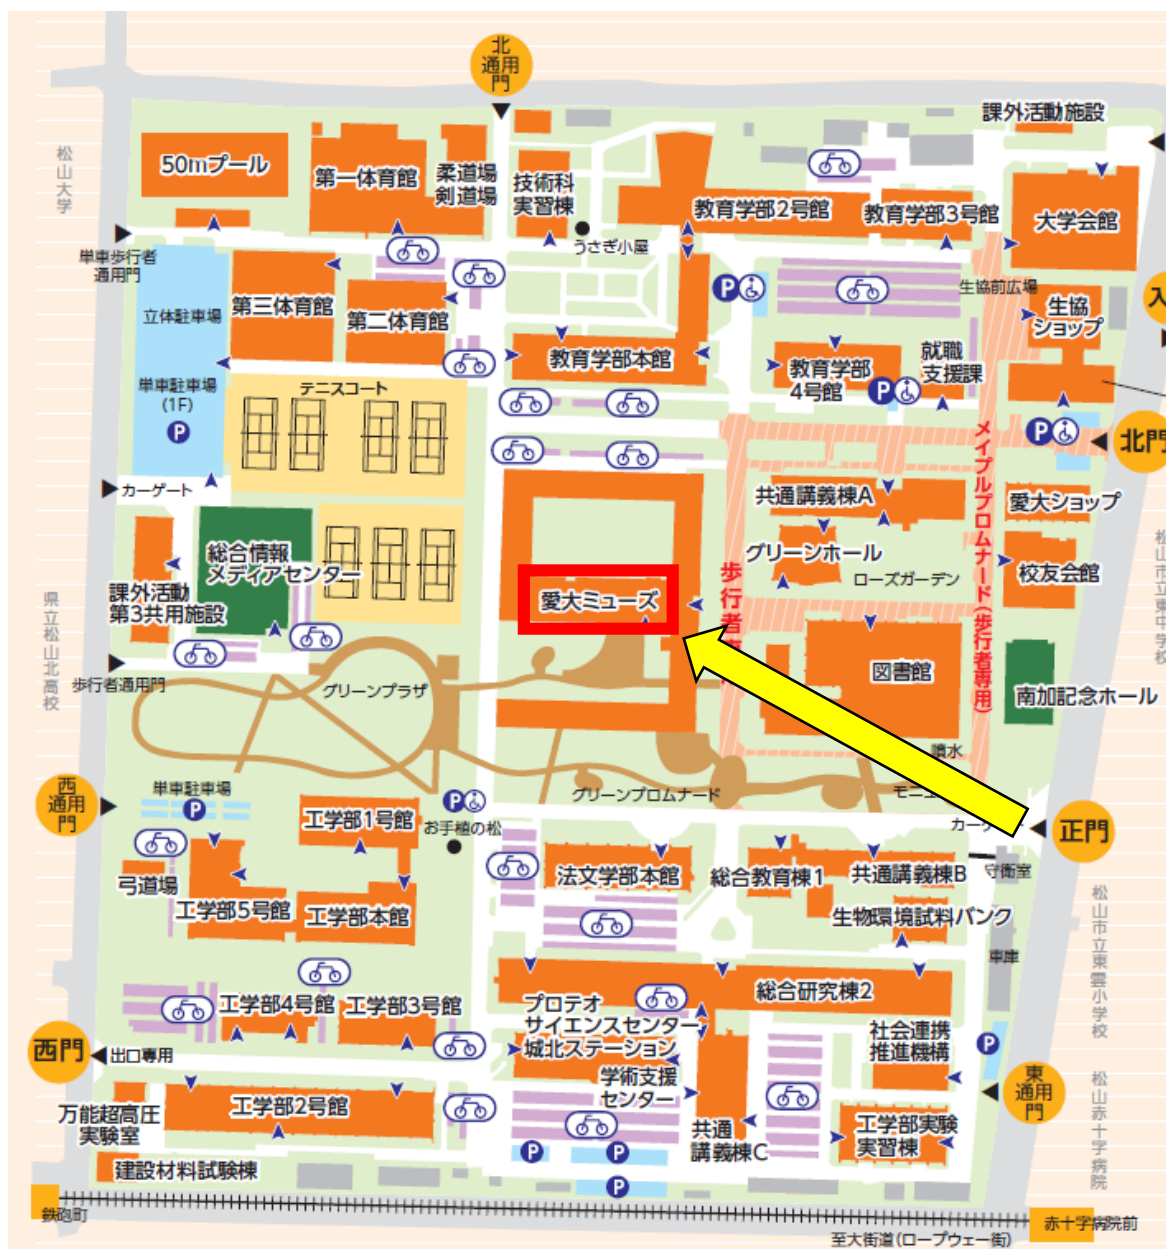 北
通用
門
課外活動施設
松山大学
50mプール
第一体育館
柔道場
剣道場
技術科
実習棟
教育学部2号館
教育学部3号館
大学会館
うさぎ小屋
単車歩行者
通用門
立体駐車場
第三体育館
第二体育館
P
生協前広場
生協
ショップ
入
教育学部本館
教育学部
4号館
就職
支援課
P
単車駐車場
(1F)
P
テニスコート
メイプルプロムナード(歩行者専用)
P
北門
カーゲート
共通講義棟A
愛大ショップ
総合情報
メディアセンター
グリーンホール
ローズガーデン
校友会館
松山市立東中学校
課外活動
第3共用施設
愛大ミューズ
歩行者
県立松山北高校
歩行者通用門
グリーンプラザ
図書館
南加記念ホール
噴水
西
通用
門
単車駐車場
P
P
グリーンプロムナード
モニュ
カーゲ
正門
工学部1号館
お手植の松
弓道場
工学部5号館
工学部本館
法文学部本館
総合教育棟1
共通講義棟B
守衛室
生物環境試料バンク
車庫
松山市立東雲小学校
工学部4号館
工学部3号館
プロテオ
サイエンスセンター
城北ステーション
総合研究棟2
社会連携
推進機構
P
西門
出口専用
学術支援
センター
東
通用
門
万能超高圧
実験室
工学部2号館
共通
講義棟C
工学部実験
実習棟
松山赤十字病院
建設材料試験棟
P
P
P
鉄砲町
赤十字病院前
至大街道(ロープウェー街)